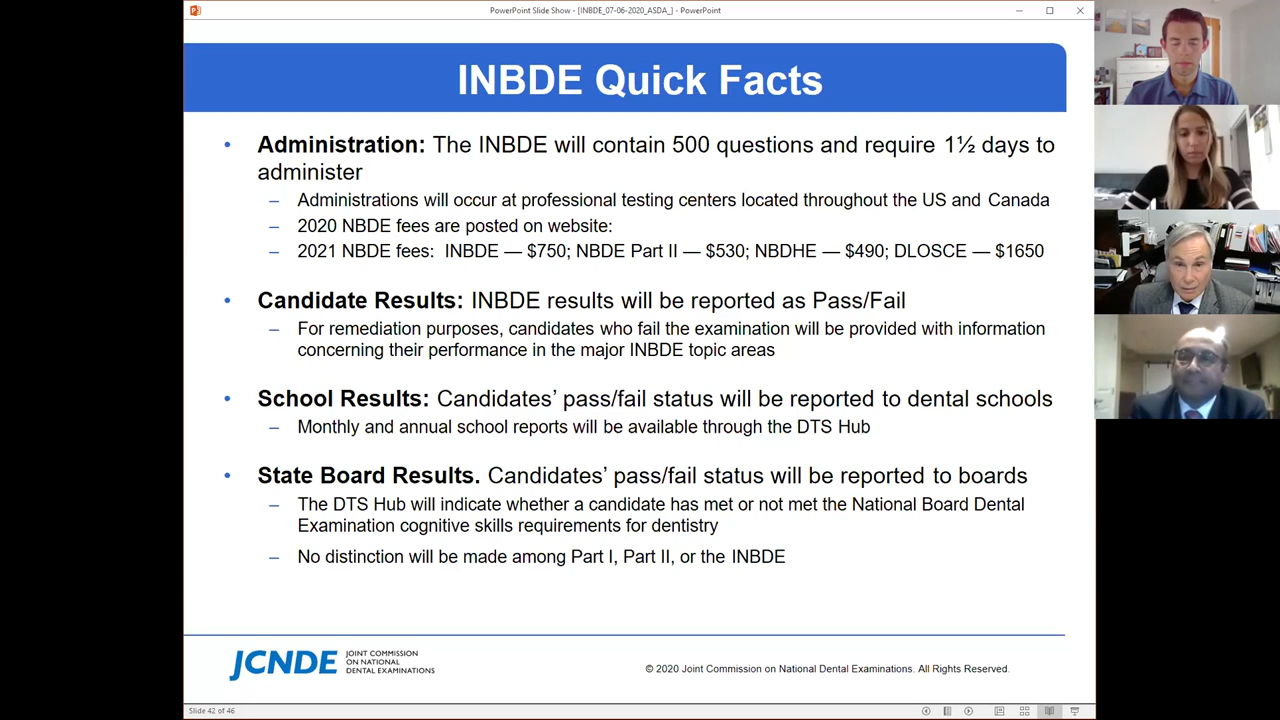 PowerPoint Slide Show - [INBDE_07-06-2020_ASDA_] - PowerPoint
INBDE Quick Facts
• Administration: The INBDE will contain 500 questions and require 1½ days to
administer
– Administrations will occur at professional testing centers located throughout the US and Canada
– 2020 NBDE fees are posted on website:
– 2021 NBDE fees: INBDE — $750; NBDE Part II — $530; NBDHE — $490; DLOSCE — $1650
• Candidate Results: INBDE results will be reported as Pass/Fail
– For remediation purposes, candidates who fail the examination will be provided with information
concerning their performance in the major INBDE topic areas
• School Results: Candidates’ pass/fail status will be reported to dental schools
– Monthly and annual school reports will be available through the DTS Hub
• State Board Results. Candidates’ pass/fail status will be reported to boards
– The DTS Hub will indicate whether a candidate has met or not met the National Board Dental
Examination cognitive skills requirements for dentistry
– No distinction will be made among Part I, Part II, or the INBDE
JCNDE
JOINT COMMISSION
ON NATIONAL
DENTAL EXAMINATIONS
© 2020 Joint Commission on National Dental Examinations. All Rights Reserved.
Slide 42 of 46